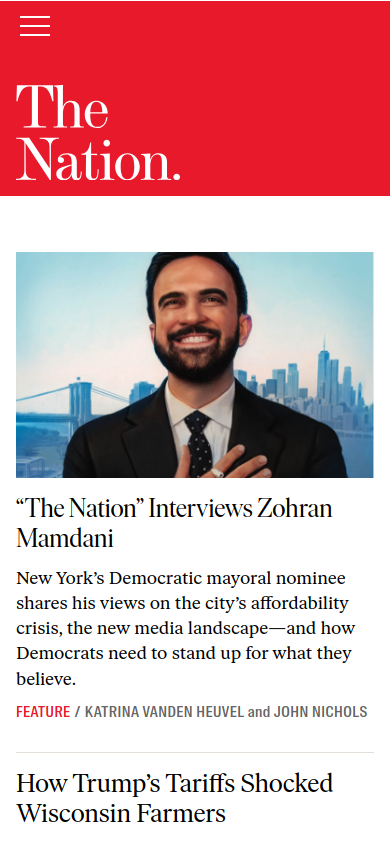 The
Nation.
“The Nation” Interviews Zohran
Mamdani
New York’s Democratic mayoral nominee
shares his views on the city’s affordability
crisis, the new media landscape—and how
Democrats need to stand up for what they
believe.
FEATURE / KATRINA VANDEN HEUVEL and JOHN NICHOLS
How Trump’s Tariffs Shocked
Wisconsin Farmers